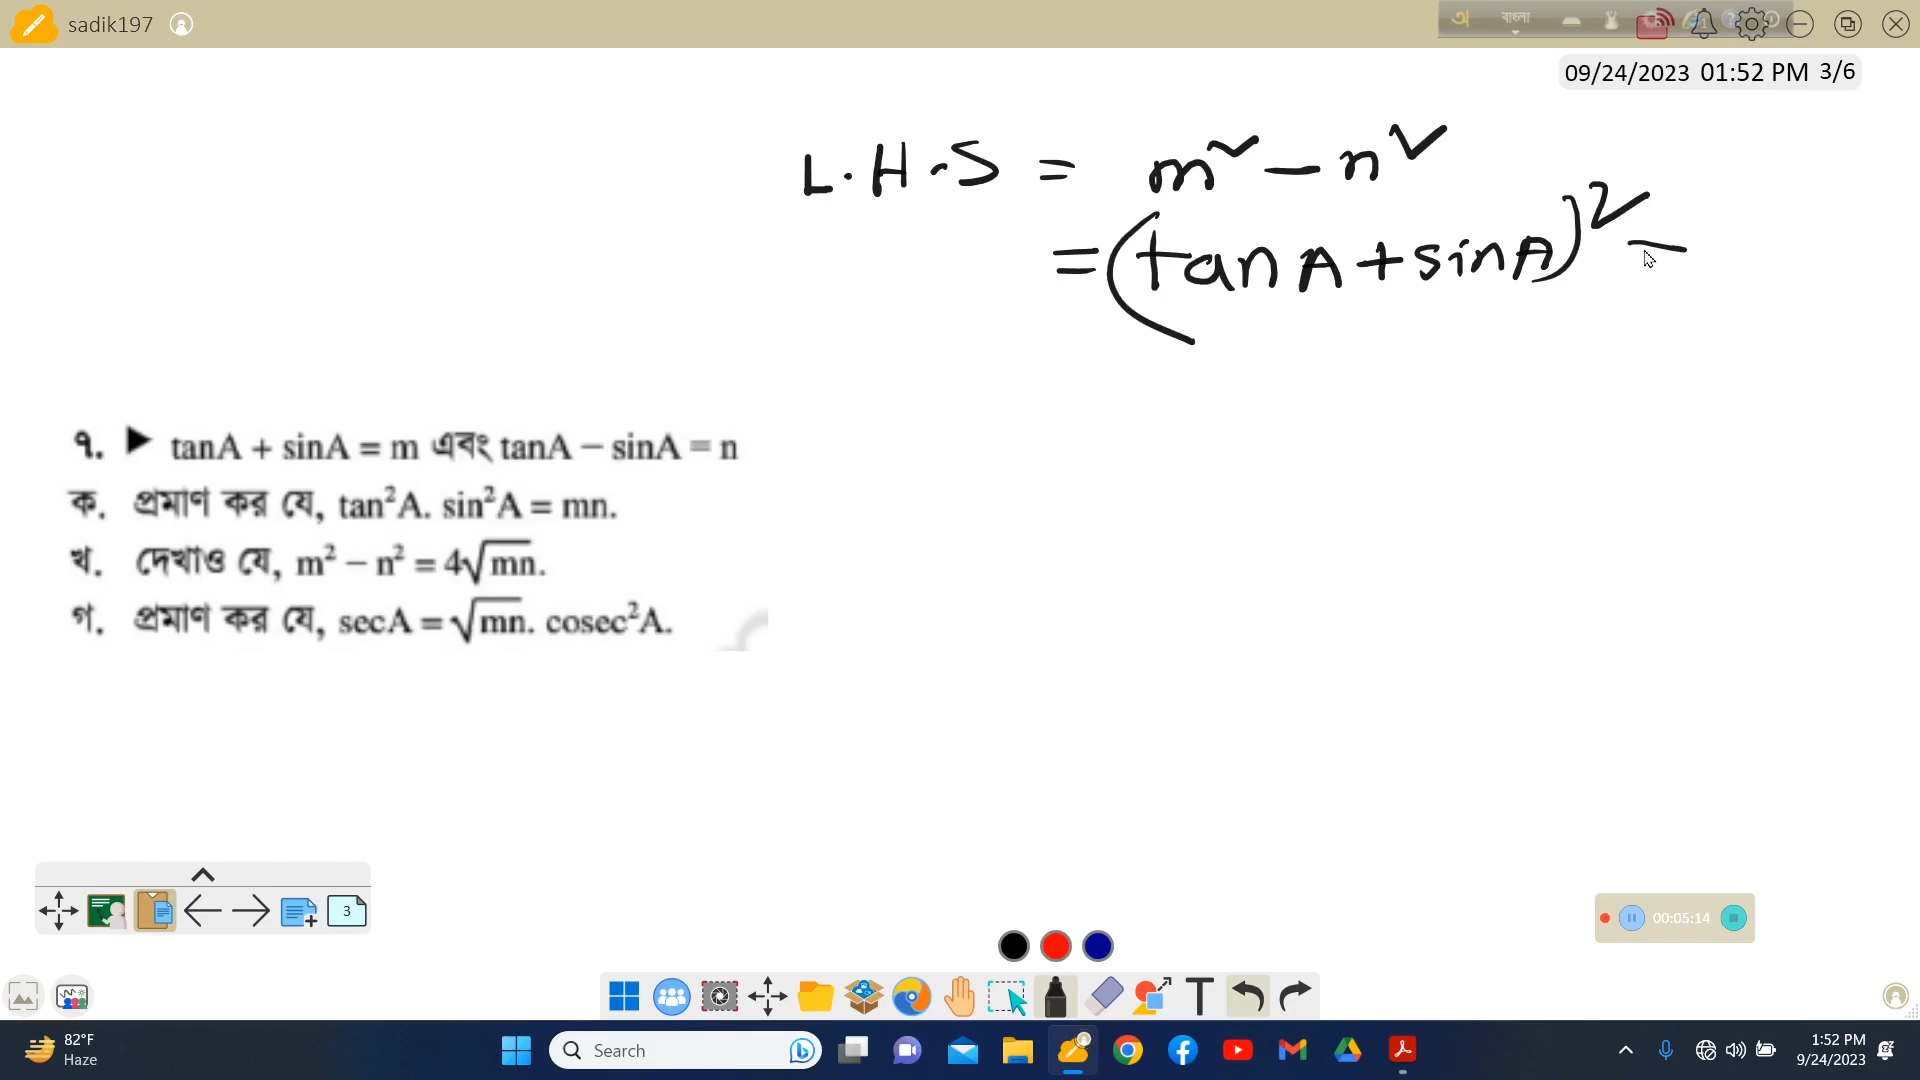 sadik197
বাংলা
09/24/2023 01:52 PM 3/6
L.H.S = m² - n²
= (tan A + sin A)² -
৭. ▶ tanA + sinA = m এবং tanA – sinA = n
ক. প্রমাণ কর যে, tan²A. sin²A = mn.
খ. দেখাও যে, m² – n² = 4√mn.
গ. প্রমাণ কর যে, secA = √mn. cosec²A.
3
00:05:14
82°F
Haze
Search
1:52 PM
9/24/2023